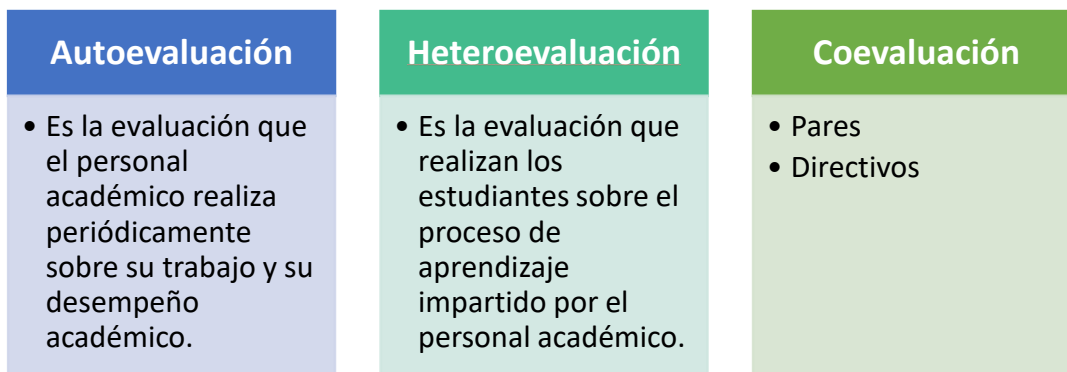 Autoevaluación
• Es la evaluación que
el personal
académico realiza
periódicamente
sobre su trabajo y su
desempeño
académico.
Heteroevaluación
• Es la evaluación que
realizan los
estudiantes sobre el
proceso de
aprendizaje
impartido por el
personal académico.
Coevaluación
• Pares
• Directivos